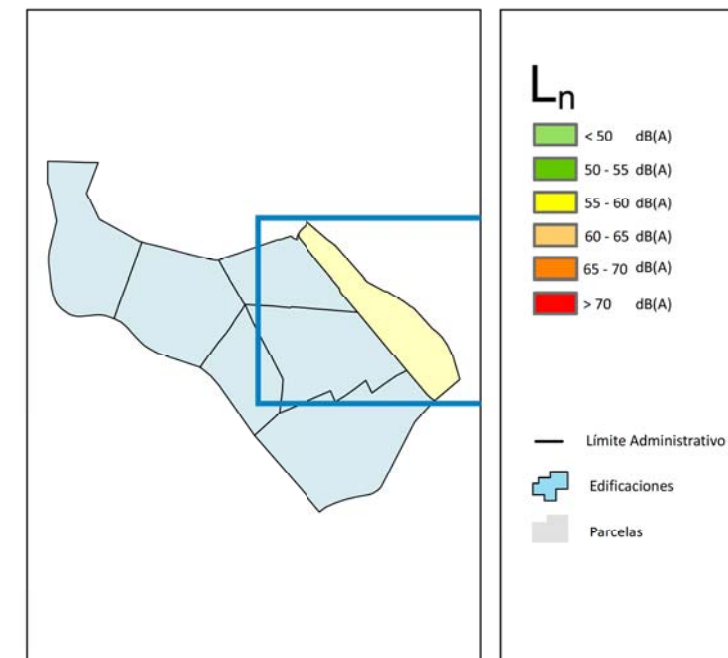 Ln
< 50 dB(A)
50 - 55 dB(A)
55 - 60 dB(A)
60 - 65 dB(A)
65 - 70 dB(A)
> 70 dB(A)
Límite Administrativo
Edificaciones
Parcelas